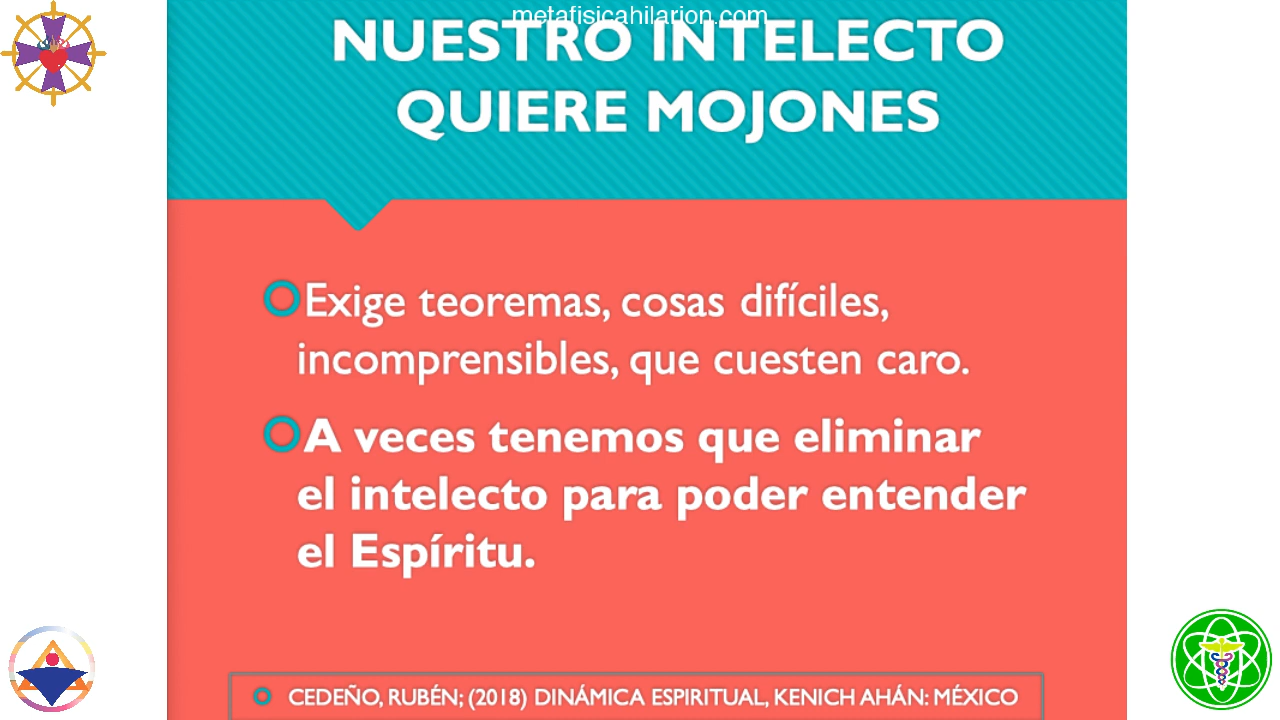 metafisicahilarion.com
NUESTRO INTELECTO
QUIERE MOJONES
Exige teoremas, cosas difíciles,
incomprensibles, que cuesten caro.
A veces tenemos que eliminar
el intelecto para poder entender
el Espíritu.
CEDEÑO, RUBÉN; (2018) DINÁMICA ESPIRITUAL, KENICH AHÁN: MÉXICO